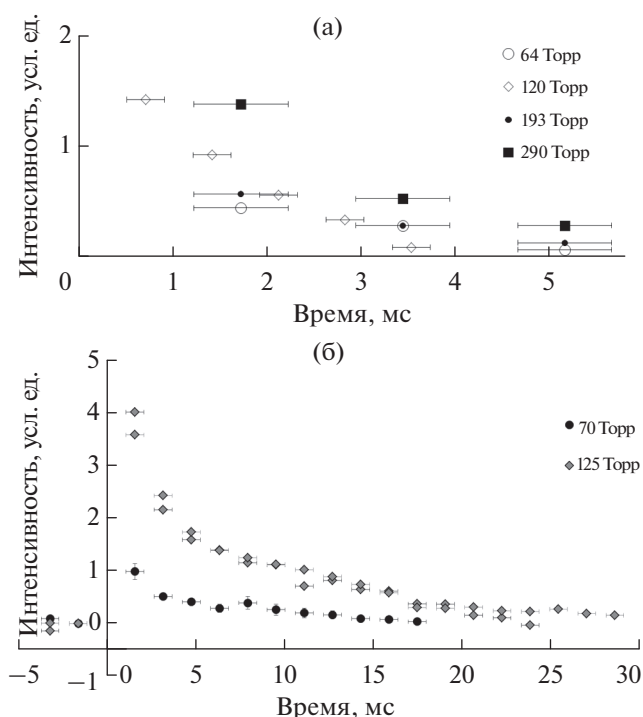 (а)
2
1
Интенсивность, усл. ед.
64 Торр
120 Торр
193 Торр
290 Торр
0 1 2 3 4 5
Время, мс
(б)
5
4
3
2
1
0
−1
Интенсивность, усл. ед.
70 Торр
125 Торр
−5 0 5 10 15 20 25 30
Время, мс